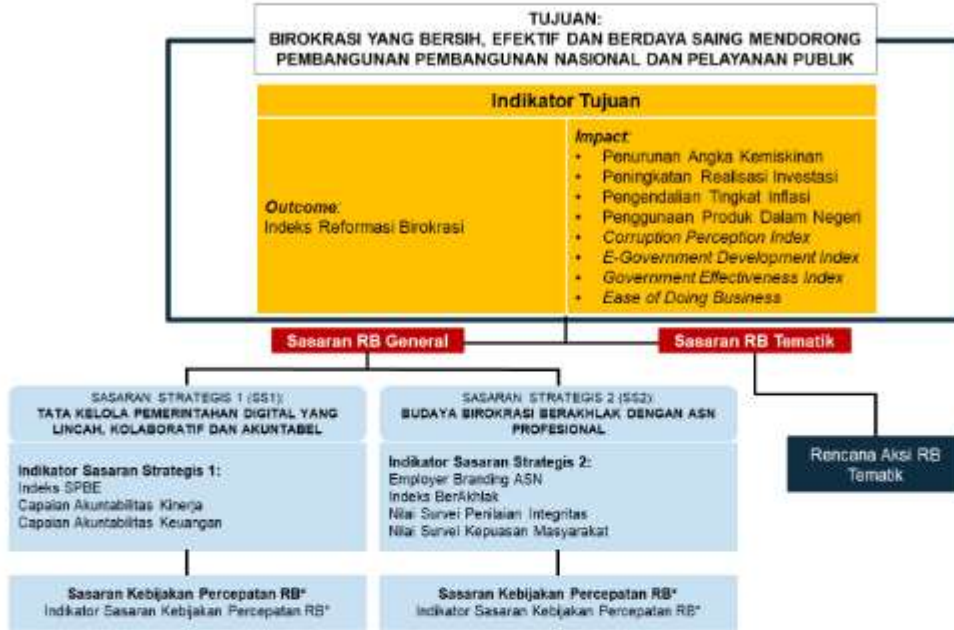 TUJUAN:
BIROKRASI YANG BERSIH, EFEKTIF DAN BERDAYA SAING MENDORONG
PEMBANGUNAN PEMBANGUNAN NASIONAL DAN PELAYANAN PUBLIK
Indikator Tujuan
Outcome:
Indeks Reformasi Birokrasi
Impact:
• Penurunan Angka Kemiskinan
• Peningkatan Realisasi Investasi
• Pengendalian Tingkat Inflasi
• Penggunaan Produk Dalam Negeri
• Corruption Perception Index
• E-Government Development Index
• Government Effectiveness Index
• Ease of Doing Business
Sasaran RB General
Sasaran RB Tematik
SASARAN STRATEGIS 1 (SS1):
TATA KELOLA PEMERINTAHAN DIGITAL YANG
LINCAH, KOLABORATIF DAN AKUNTABEL
Indikator Sasaran Strategis 1:
Indeks SPBE
Capaian Akuntabilitas Kinerja
Capaian Akuntabilitas Keuangan
Sasaran Kebijakan Percepatan RB*
Indikator Sasaran Kebijakan Percepatan RB*
SASARAN STRATEGIS 2 (SS2):
BUDAYA BIROKRASI BERAKHLAK DENGAN ASN
PROFESIONAL
Indikator Sasaran Strategis 2:
Employer Branding ASN
Indeks BerAkhlak
Nilai Survei Penilaian Integritas
Nilai Survei Kepuasan Masyarakat
Sasaran Kebijakan Percepatan RB*
Indikator Sasaran Kebijakan Percepatan RB*
Rencana Aksi RB
Tematik